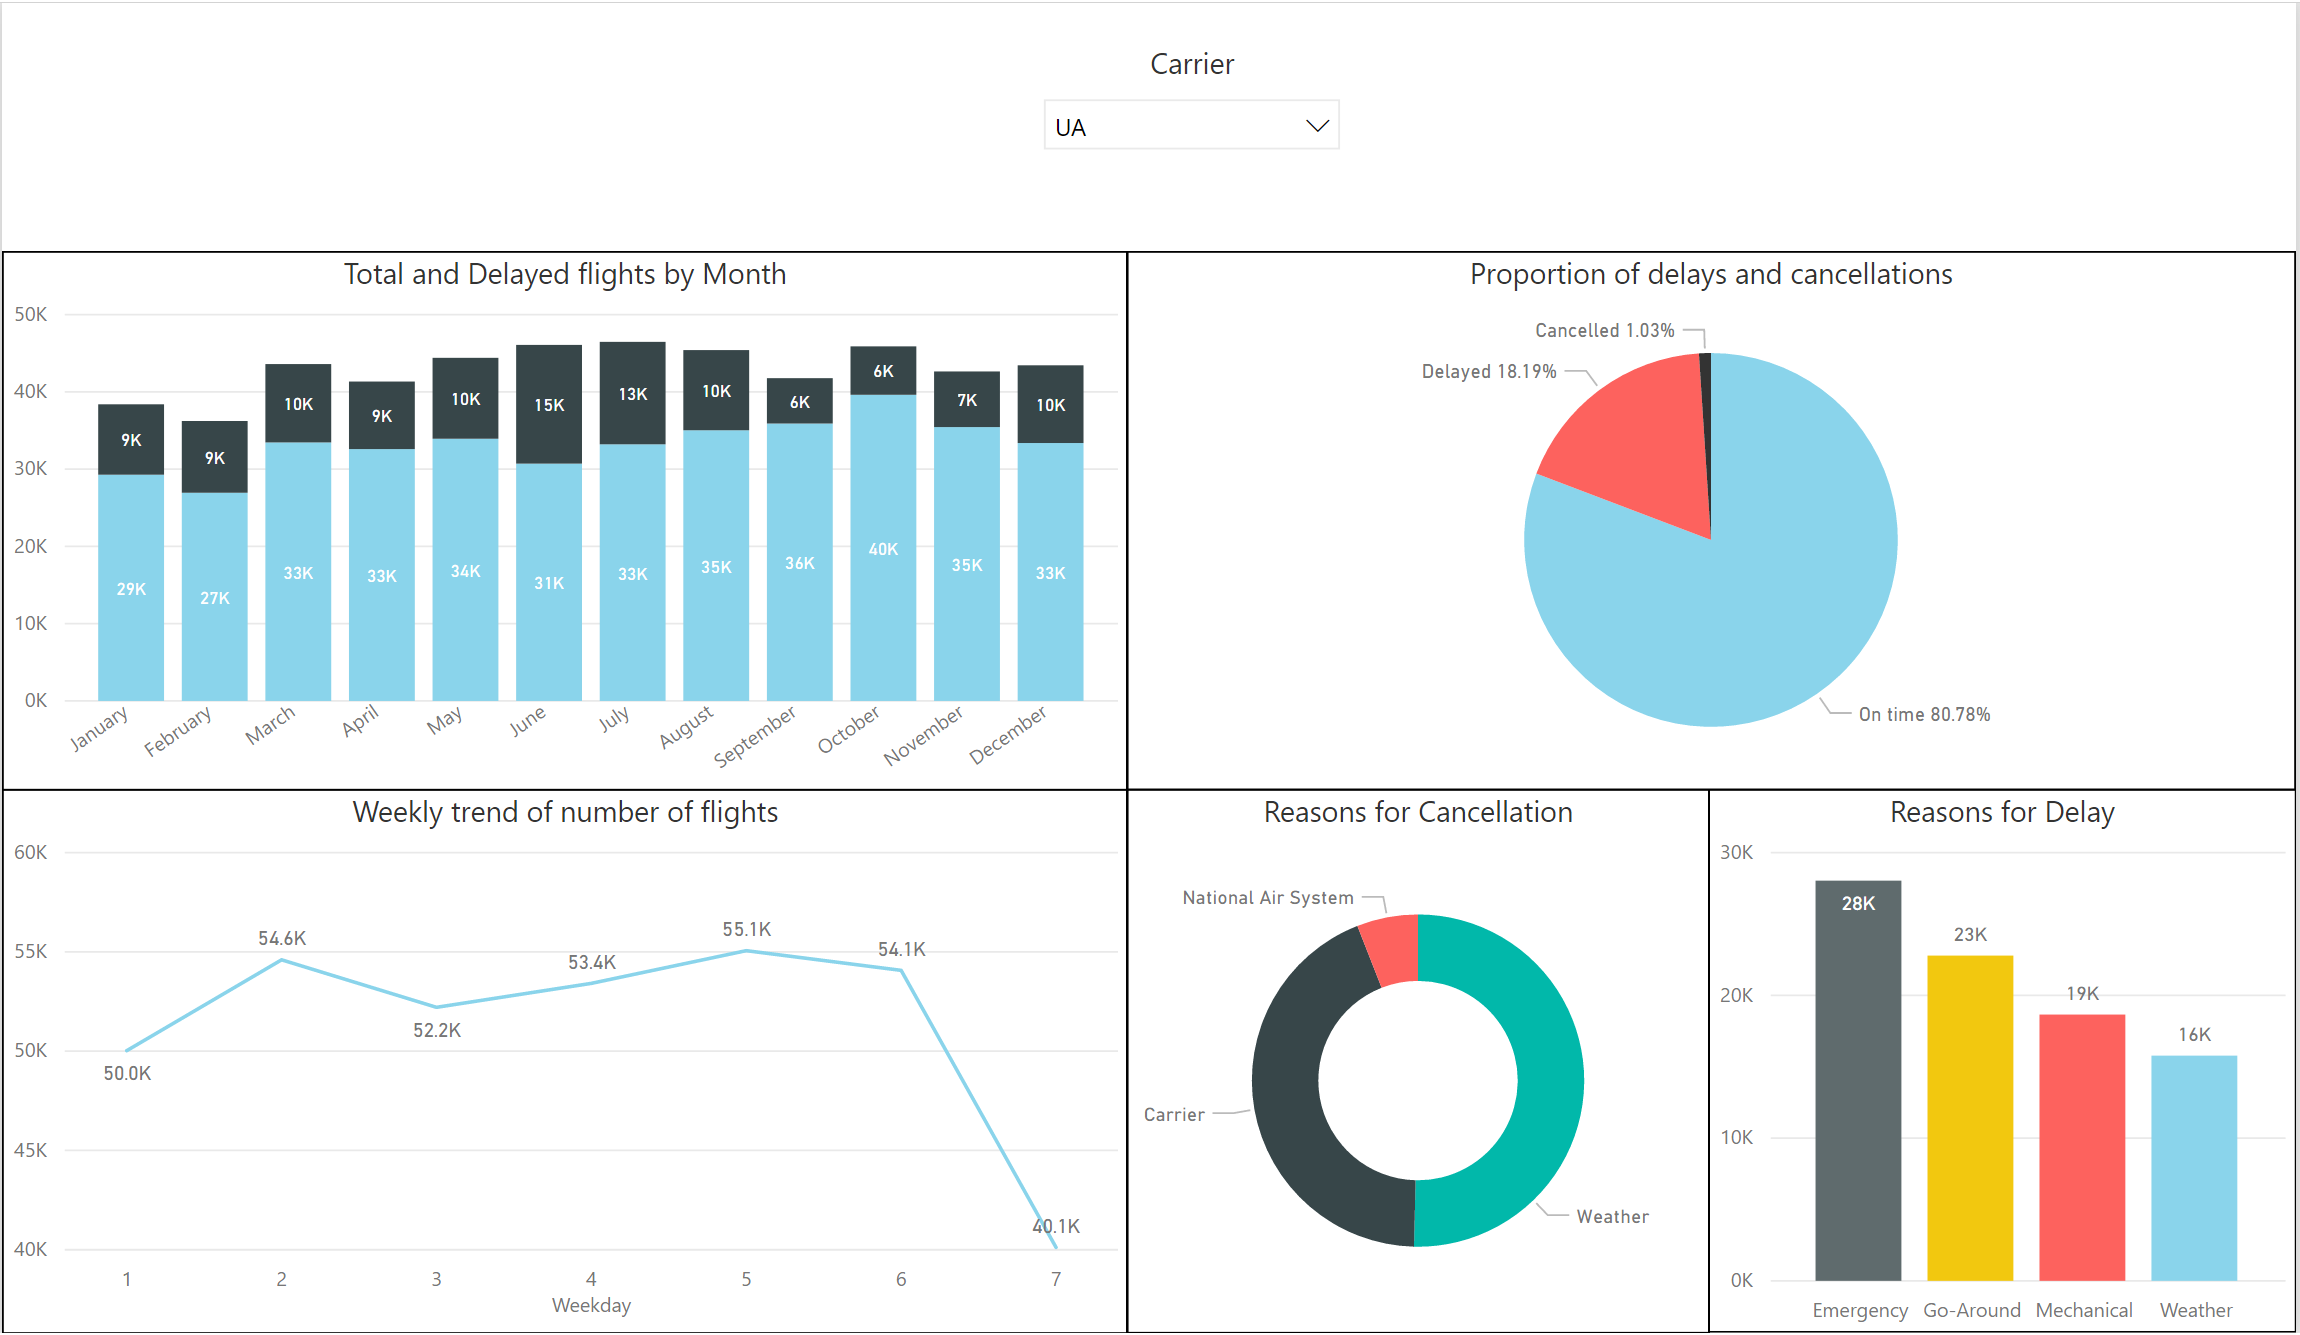 Carrier
UA
Total and Delayed flights by Month
50K
40K
30K
20K
10K
0K
9K
9K
10K
9K
10K
15K
13K
10K
6K
6K
7K
10K
29K
27K
33K
33K
34K
31K
33K
35K
36K
40K
35K
33K
January
February
March
April
May
June
July
August
September
October
November
December
Proportion of delays and cancellations
Cancelled 1.03%
Delayed 18.19%
On time 80.78%
Weekly trend of number of flights
60K
55K
50K
45K
40K
50.0K
54.6K
52.2K
53.4K
55.1K
54.1K
40.1K
1
2
3
4
5
6
7
Weekday
Reasons for Cancellation
National Air System
Carrier
Weather
Reasons for Delay
30K
20K
10K
0K
28K
23K
19K
16K
Emergency
Go-Around
Mechanical
Weather